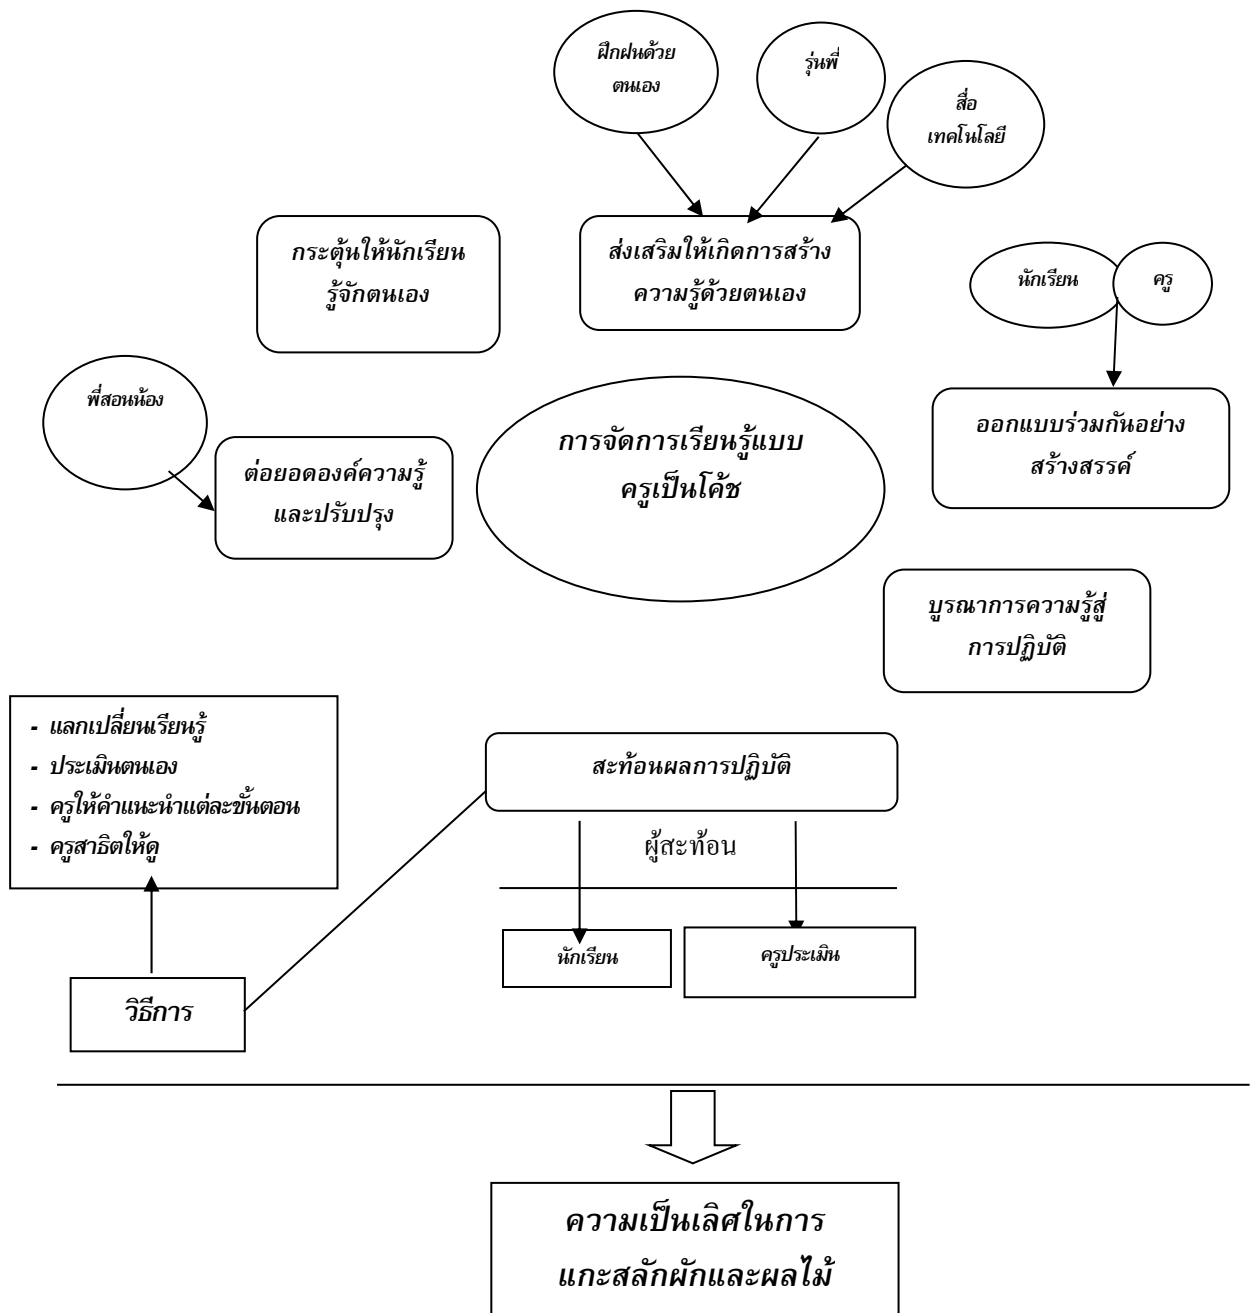 ฝึกฝนด้วย
ตนเอง
รุ่นพี่
สื่อ
เทคโนโลยี
กระตุ้นให้นักเรียน
รู้จักตนเอง
ส่งเสริมให้เกิดการสร้าง
ความรู้ด้วยตนเอง
นักเรียน
ครู
พี่สอนน้อง
ต่อยอดองค์ความรู้
และปรับปรุง
การจัดการเรียนรู้แบบ
ครูเป็นโค้ช
ออกแบบร่วมกันอย่าง
สร้างสรรค์
บูรณาการความรู้สู่
การปฏิบัติ
- แลกเปลี่ยนเรียนรู้
- ประเมินตนเอง
- ครูให้คำแนะนำแต่ละขั้นตอน
- ครูสาธิตให้ดู
สะท้อนผลการปฏิบัติ
ผู้สะท้อน
นักเรียน
ครูประเมิน
วิธีการ
ความเป็นเลิศในการ
แกะสลักผักและผลไม้